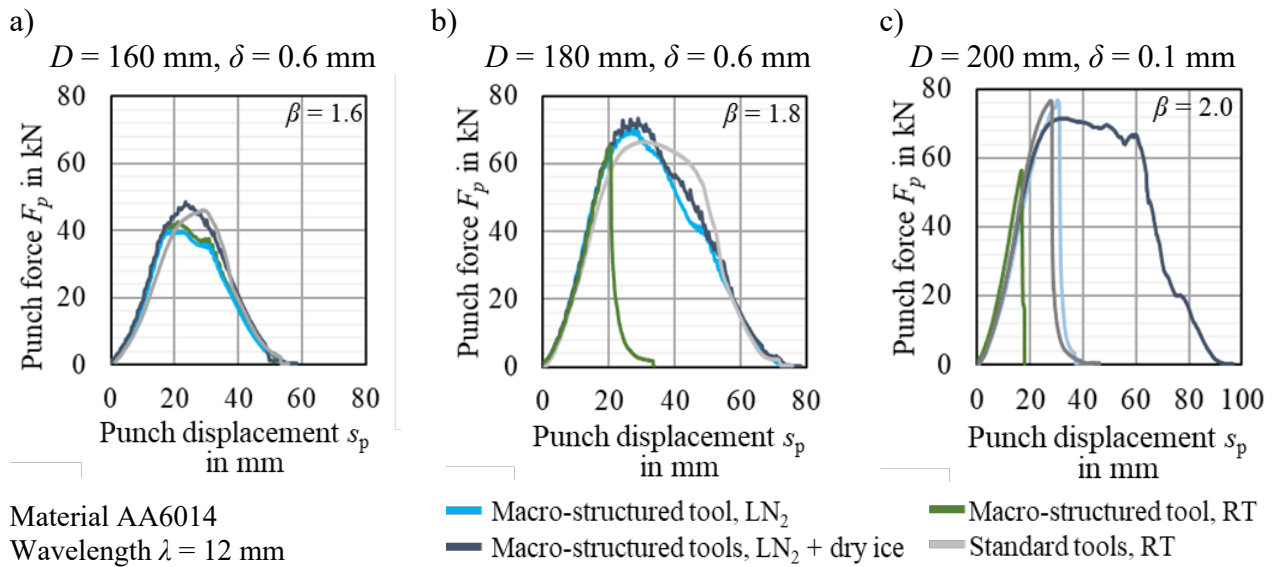 a)
D = 160 mm, δ = 0.6 mm
80
60
40
20
0
β = 1.6
Punch force Fp in kN
0 20 40 60 80
Punch displacement sp
in mm
b)
D = 180 mm, δ = 0.6 mm
80
60
40
20
0
β = 1.8
Punch force Fp in kN
0 20 40 60 80
Punch displacement sp
in mm
c)
D = 200 mm, δ = 0.1 mm
80
60
40
20
0
β = 2.0
Punch force Fp in kN
0 20 40 60 80 100
Punch displacement sp
in mm
Material AA6014
Wavelength λ = 12 mm
Macro-structured tool, LN2
Macro-structured tools, LN2 + dry ice
Macro-structured tool, RT
Standard tools, RT